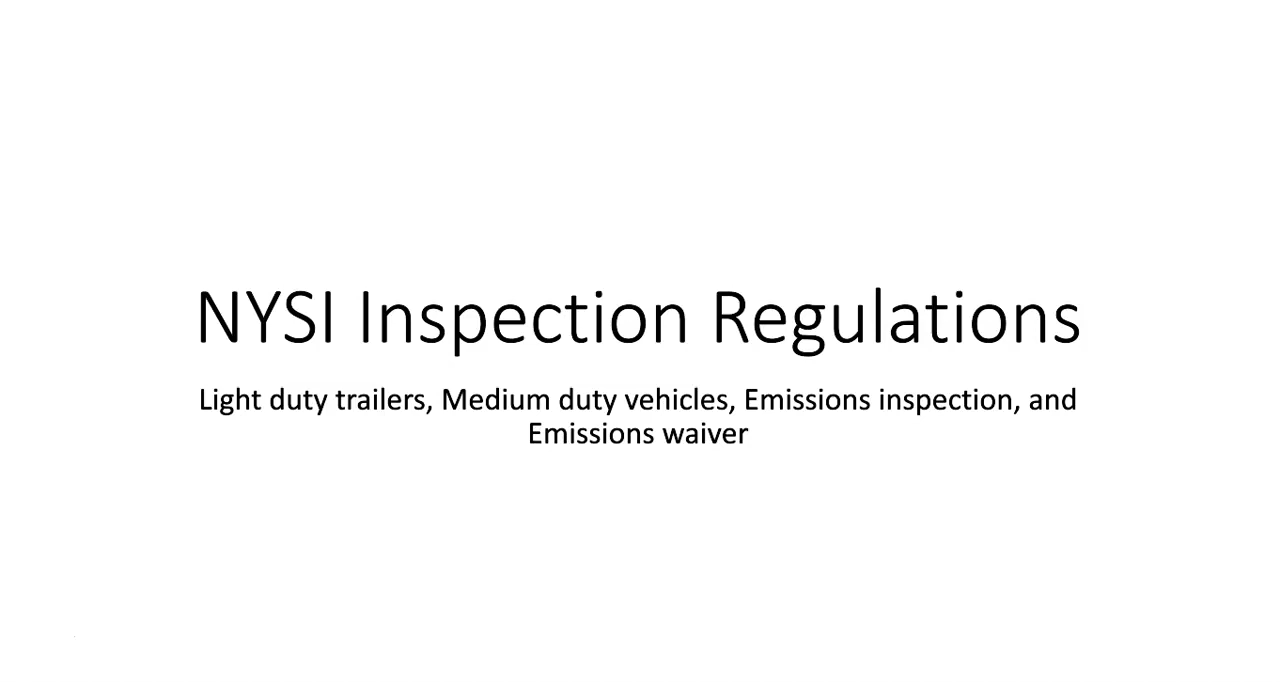 NYSI Inspection Regulations
Light duty trailers, Medium duty vehicles, Emissions inspection, and
Emissions waiver